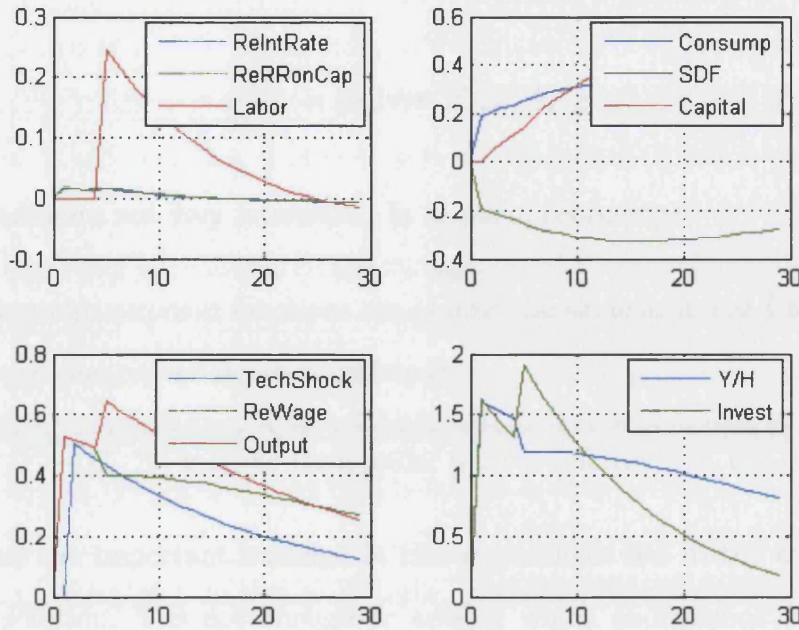 0.3
0.2
0.1
0
-0.1
0 10 20 30
ReIntRate
ReRRonCap
Labor
0.6
0.4
0.2
0
-0.2
-0.4
0 10 20 30
Consump
SDF
Capital
0.8
0.6
0.4
0.2
0
0 10 20 30
TechShock
ReWage
Output
2
1.5
1
0.5
0
0 10 20 30
Y/H
Invest